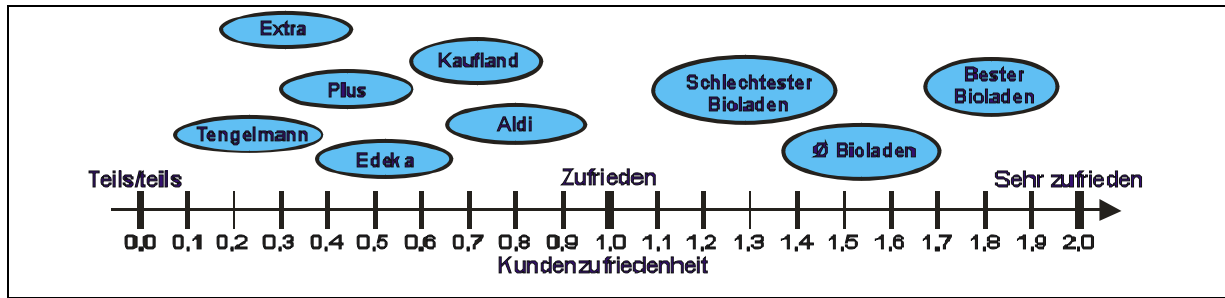 Extra
Kaufland
Plus
Schlechtester
Bioladen
Bester
Bioladen
Tengelmann
Aldi
Edeka
Ø Bioladen
Teils/teils
Zufrieden
Sehr zufrieden
0,0 0,1 0,2 0,3 0,4 0,5 0,6 0,7 0,8 0,9 1,0 1,1 1,2 1,3 1,4 1,5 1,6 1,7 1,8 1,9 2,0
Kundenzufriedenheit